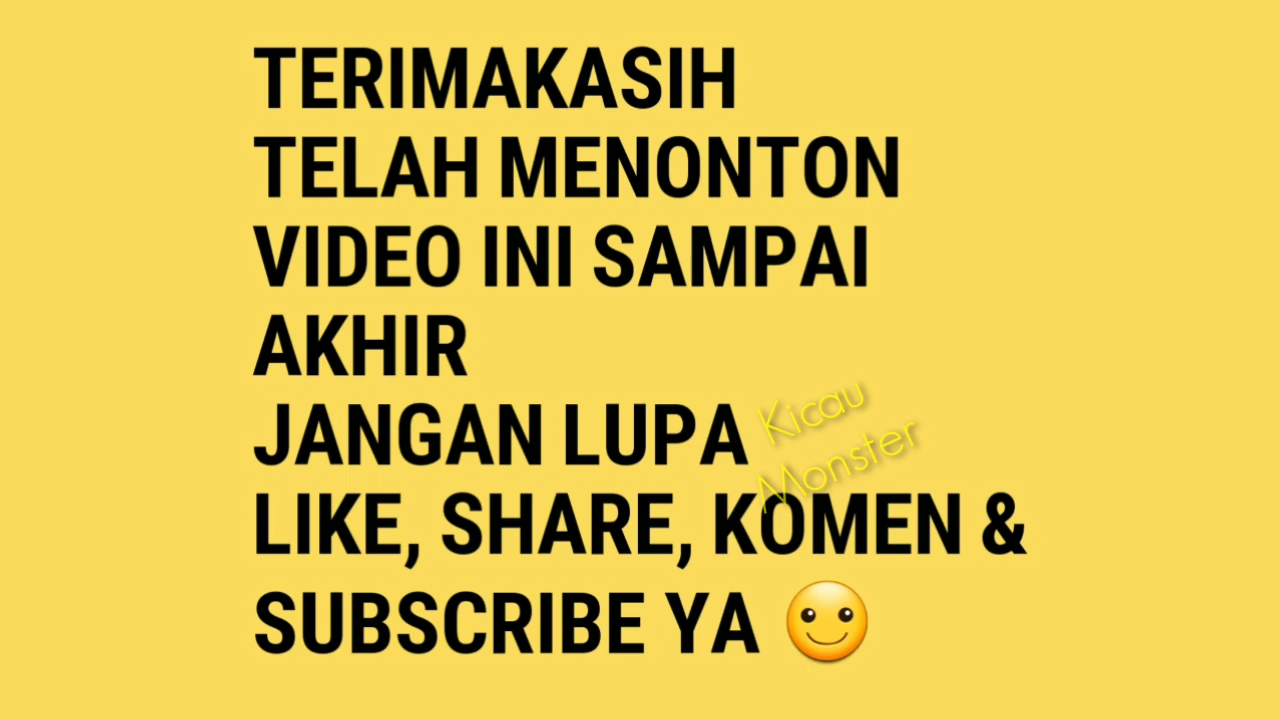 TERIMAKASIH
TELAH MENONTON
VIDEO INI SAMPAI
AKHIR
JANGAN LUPA
LIKE, SHARE, KOMEN &
SUBSCRIBE YA 🙂
Kicau
Monster